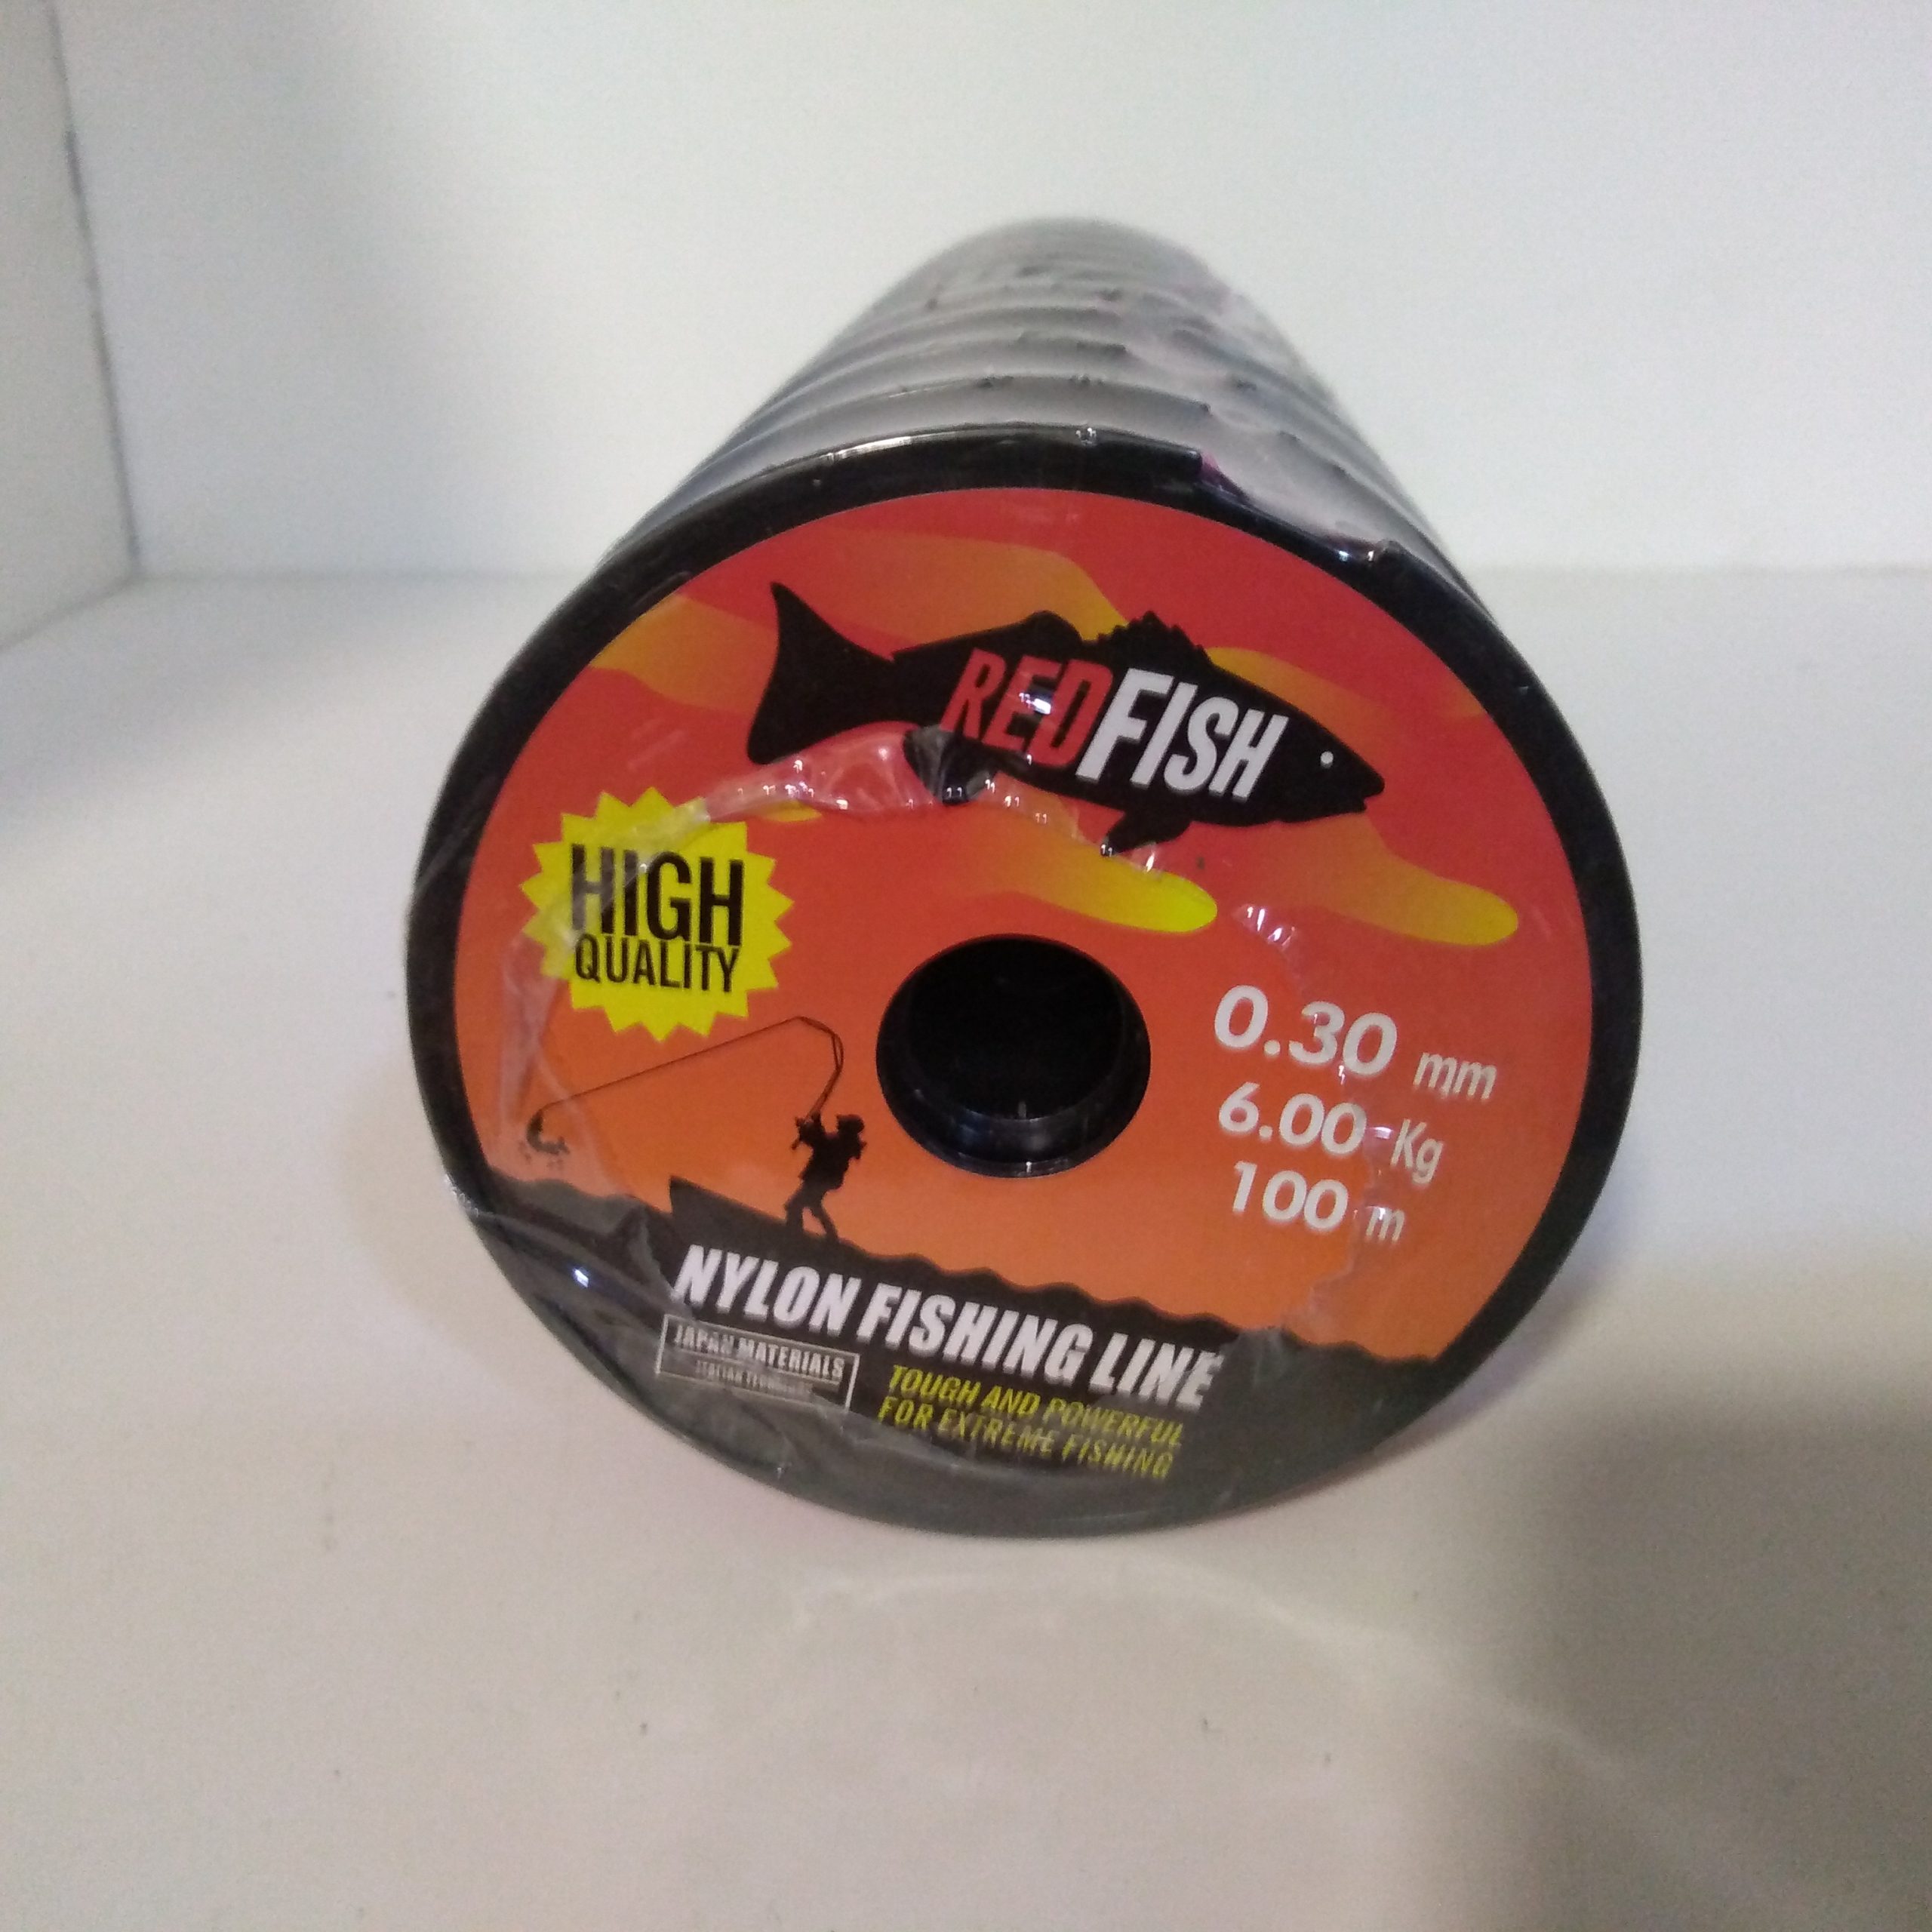 REDFISH
HIGH
QUALITY
0.30 mm
6.00 Kg
100 m
NYLON FISHING LINE
JAPAN MATERIALS
TOUGH AND POWERFUL
FOR EXTREME FISHING